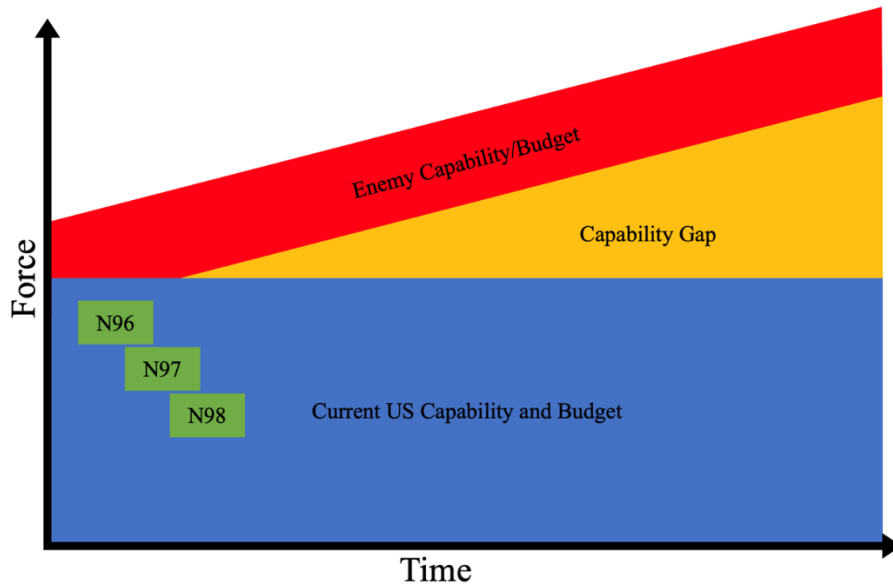 Force
Enemy Capability/Budget
Capability Gap
N96
N97
N98
Current US Capability and Budget
Time